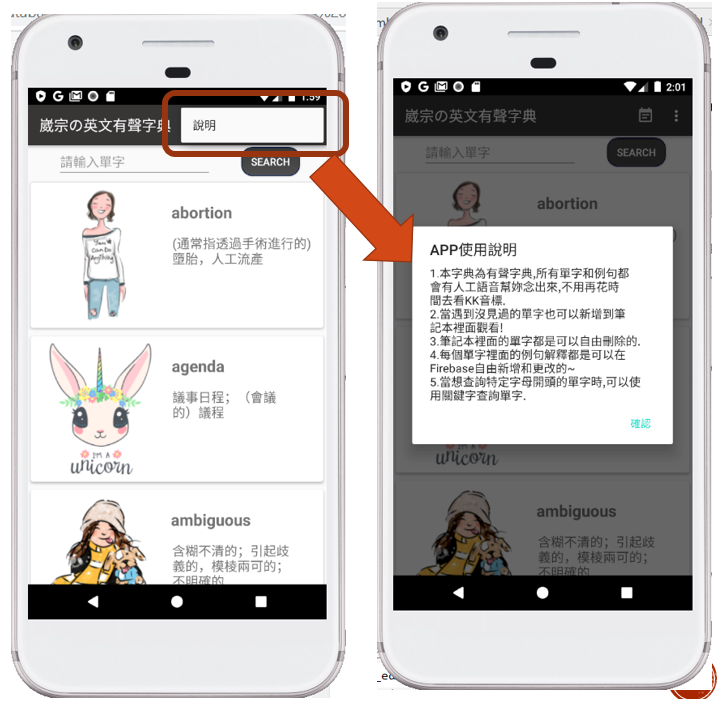 1:59
崴宗の英文有聲字典
說明
請輸入單字
SEARCH
abortion
(通常指透過手術進行的)
墮胎，人工流產
You
can Do
Anything
agenda
議事日程；（會議
的）議程
I'M A
unicorn
ambiguous
含糊不清的；引起歧
義的，模稜兩可的；
不明確的
2:01
崴宗の英文有聲字典
請輸入單字
SEARCH
abortion
APP使用說明
1.本字典為有聲字典,所有單字和例句都
會有人工語音幫妳念出來,不用再花時
間去看KK音標.
2.當遇到沒見過的單字也可以新增到筆
記本裡面觀看!
3.筆記本裡面的單字都是可以自由刪除的.
4.每個單字裡面的例句解釋都是可以在
Firebase自由新增和更改的~
5.當想查詢特定字母開頭的單字時,可以使
用關鍵字查詢單字.
確認
unicorn
ambiguous
含糊不清的；引起歧
義的，模稜兩可的；
不明確的